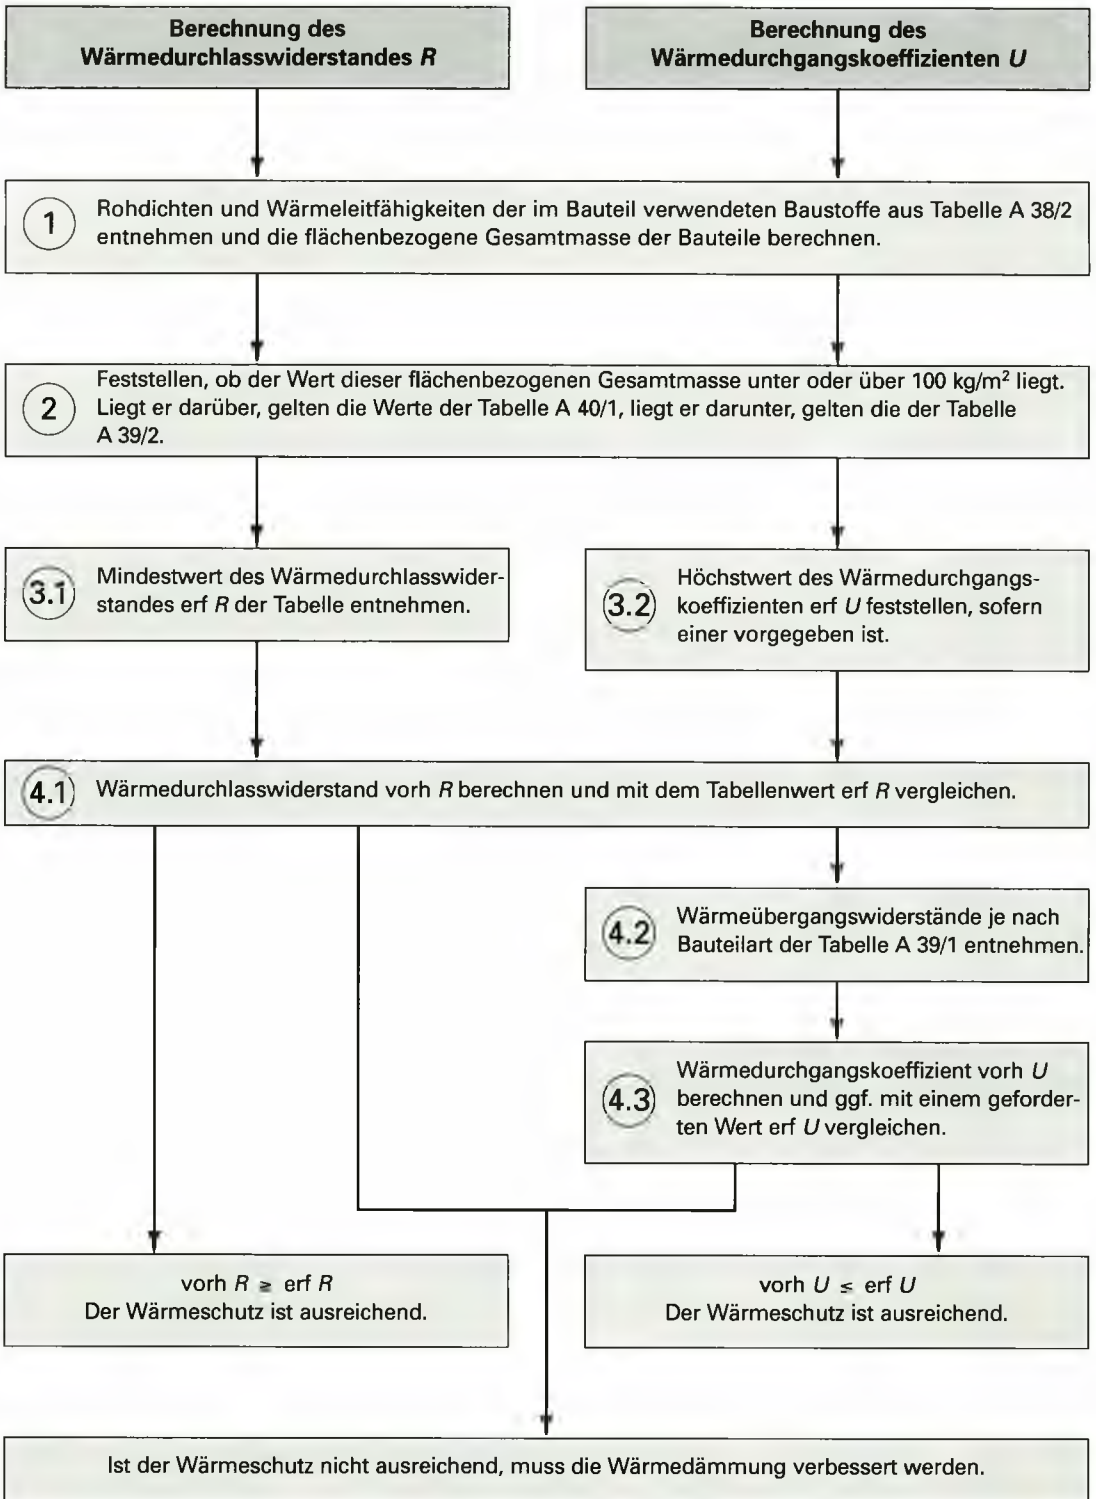 Berechnung des
Wärmedurchlasswiderstandes R
Berechnung des
Wärmedurchgangskoeffizienten U
1
Rohdichten und Wärmeleitfähigkeiten der im Bauteil verwendeten Baustoffe aus Tabelle A 38/2
entnehmen und die flächenbezogene Gesamtmasse der Bauteile berechnen.
2
Feststellen, ob der Wert dieser flächenbezogenen Gesamtmasse unter oder über 100 kg/m² liegt.
Liegt er darüber, gelten die Werte der Tabelle A 40/1, liegt er darunter, gelten die der Tabelle
A 39/2.
3.1
Mindestwert des Wärmedurchlasswider-
standes erf R der Tabelle entnehmen.
3.2
Höchstwert des Wärmedurchgangs-
koeffizienten erf U feststellen, sofern
einer vorgegeben ist.
4.1
Wärmedurchlasswiderstand vorh R berechnen und mit dem Tabellenwert erf R vergleichen.
4.2
Wärmeübergangswiderstände je nach
Bauteilart der Tabelle A 39/1 entnehmen.
4.3
Wärmedurchgangskoeffizient vorh U
berechnen und ggf. mit einem geforder-
ten Wert erf U vergleichen.
vorh R ≥ erf R
Der Wärmeschutz ist ausreichend.
vorh U ≤ erf U
Der Wärmeschutz ist ausreichend.
Ist der Wärmeschutz nicht ausreichend, muss die Wärmedämmung verbessert werden.